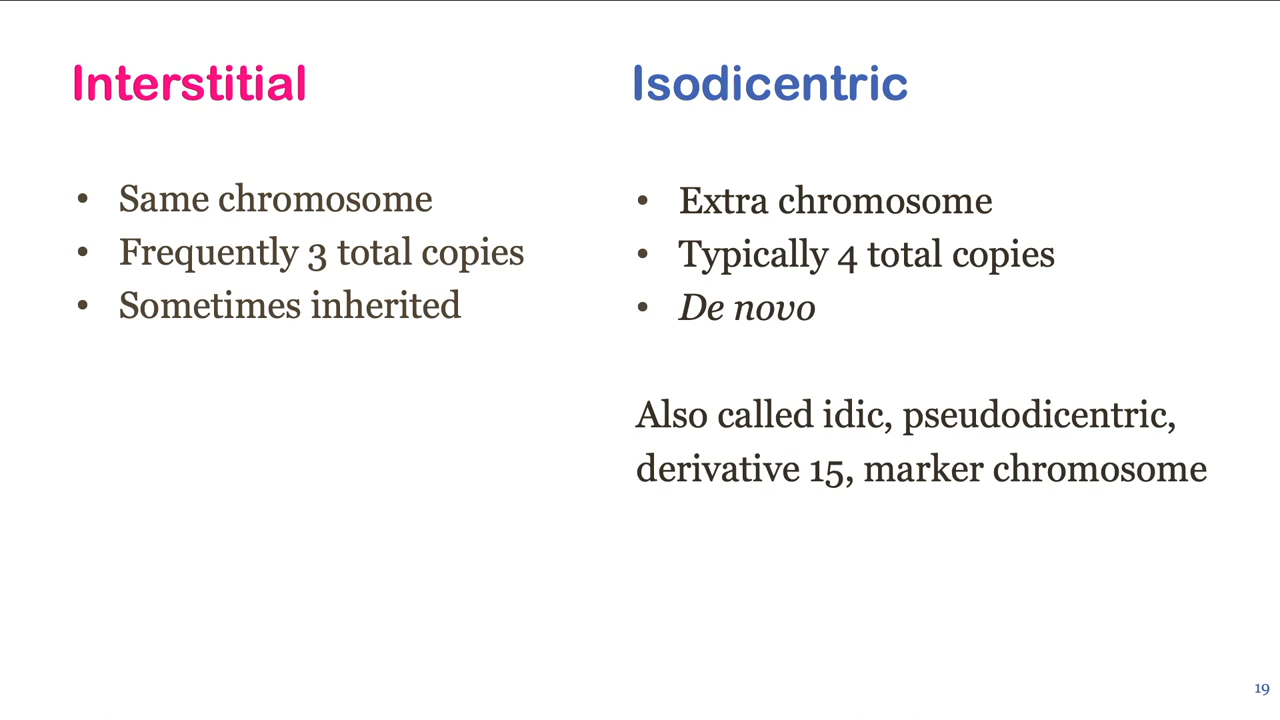 Interstitial
• Same chromosome
• Frequently 3 total copies
• Sometimes inherited
Isodicentric
• Extra chromosome
• Typically 4 total copies
• De novo
Also called idic, pseudodicentric,
derivative 15, marker chromosome
19